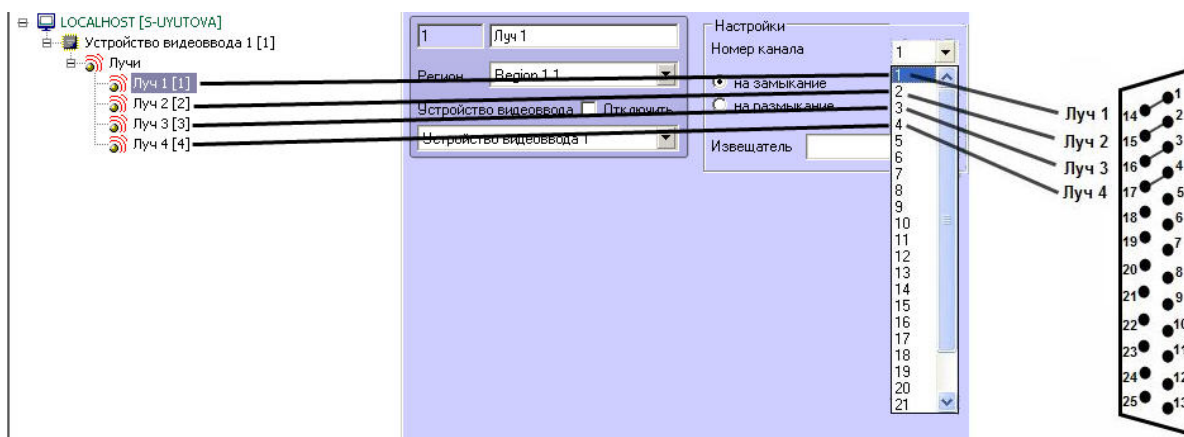 LOCALHOST [S-UYUTOVA]
Устройство видеоввода 1 [1]
Лучи
Луч 1 [1]
Луч 2 [2]
Луч 3 [3]
Луч 4 [4]
1
Луч 1
Регион
Region 1.1
Устройство видеоввода
Отключить
Устройство видеоввода 1
Настройки
Номер канала
1
на замыкание
на размыкание
Извещатель
1
2
3
4
5
6
7
8
9
10
11
12
13
14
15
16
17
18
19
20
21
Луч 1
Луч 2
Луч 3
Луч 4
1
14
2
15
3
16
4
17
5
18
6
19
7
20
8
21
9
22
10
23
11
24
12
25
13